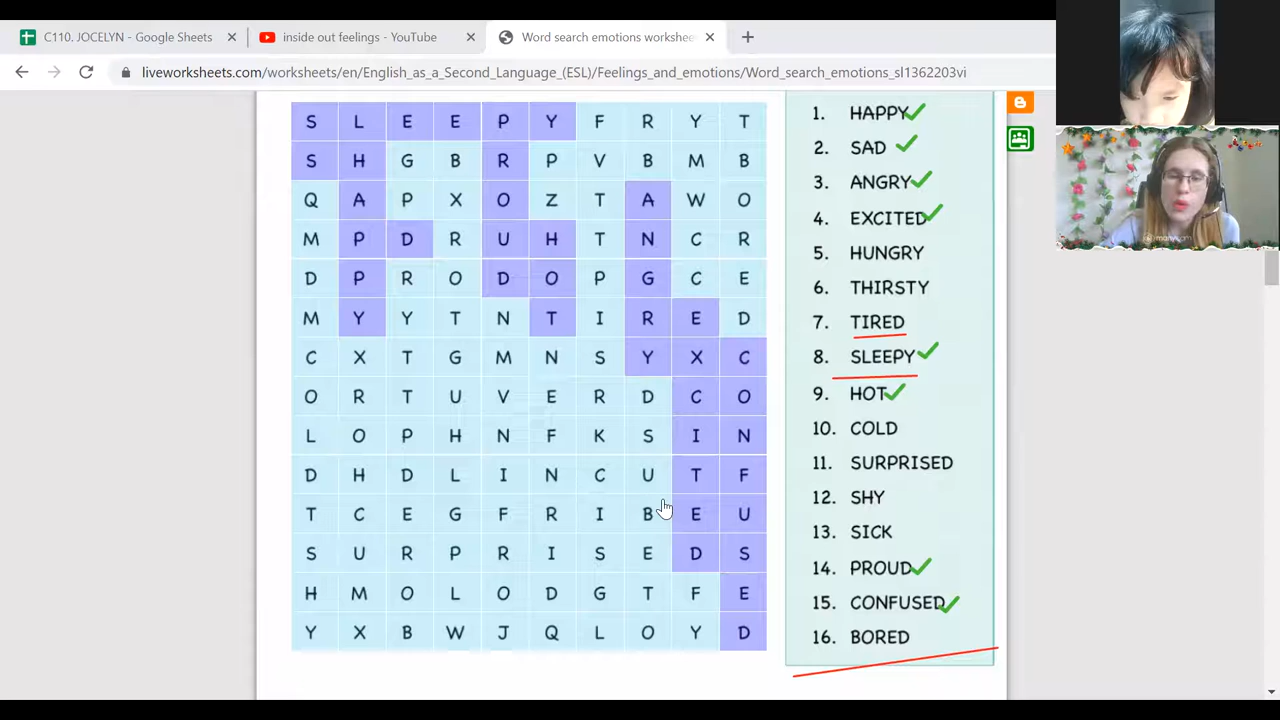 C110. JOCELYN - Google Sheets
inside out feelings - YouTube
Word search emotions workshee
liveworksheets.com/worksheets/en/English_as_a_Second_Language_(ESL)/Feelings_and_emotions/Word_search_emotions_sl1362203vi
S L E E P Y F R Y T
S H G B R P V B M B
Q A P X O Z T A W O
M P D R U H T N C R
D P R O D O P G C E
M Y Y T N T I R E D
C X T G M N S Y X C
O R T U V E R D C O
L O P H N F K S I N
D H D L I N C U T F
T C E G F R I B E U
S U R P R I S E D S
H M O L O D G T F E
Y X B W J Q L O Y D
1. HAPPY
2. SAD
3. ANGRY
4. EXCITED
5. HUNGRY
6. THIRSTY
7. TIRED
8. SLEEPY
9. HOT
10. COLD
11. SURPRISED
12. SHY
13. SICK
14. PROUD
15. CONFUSED
16. BORED